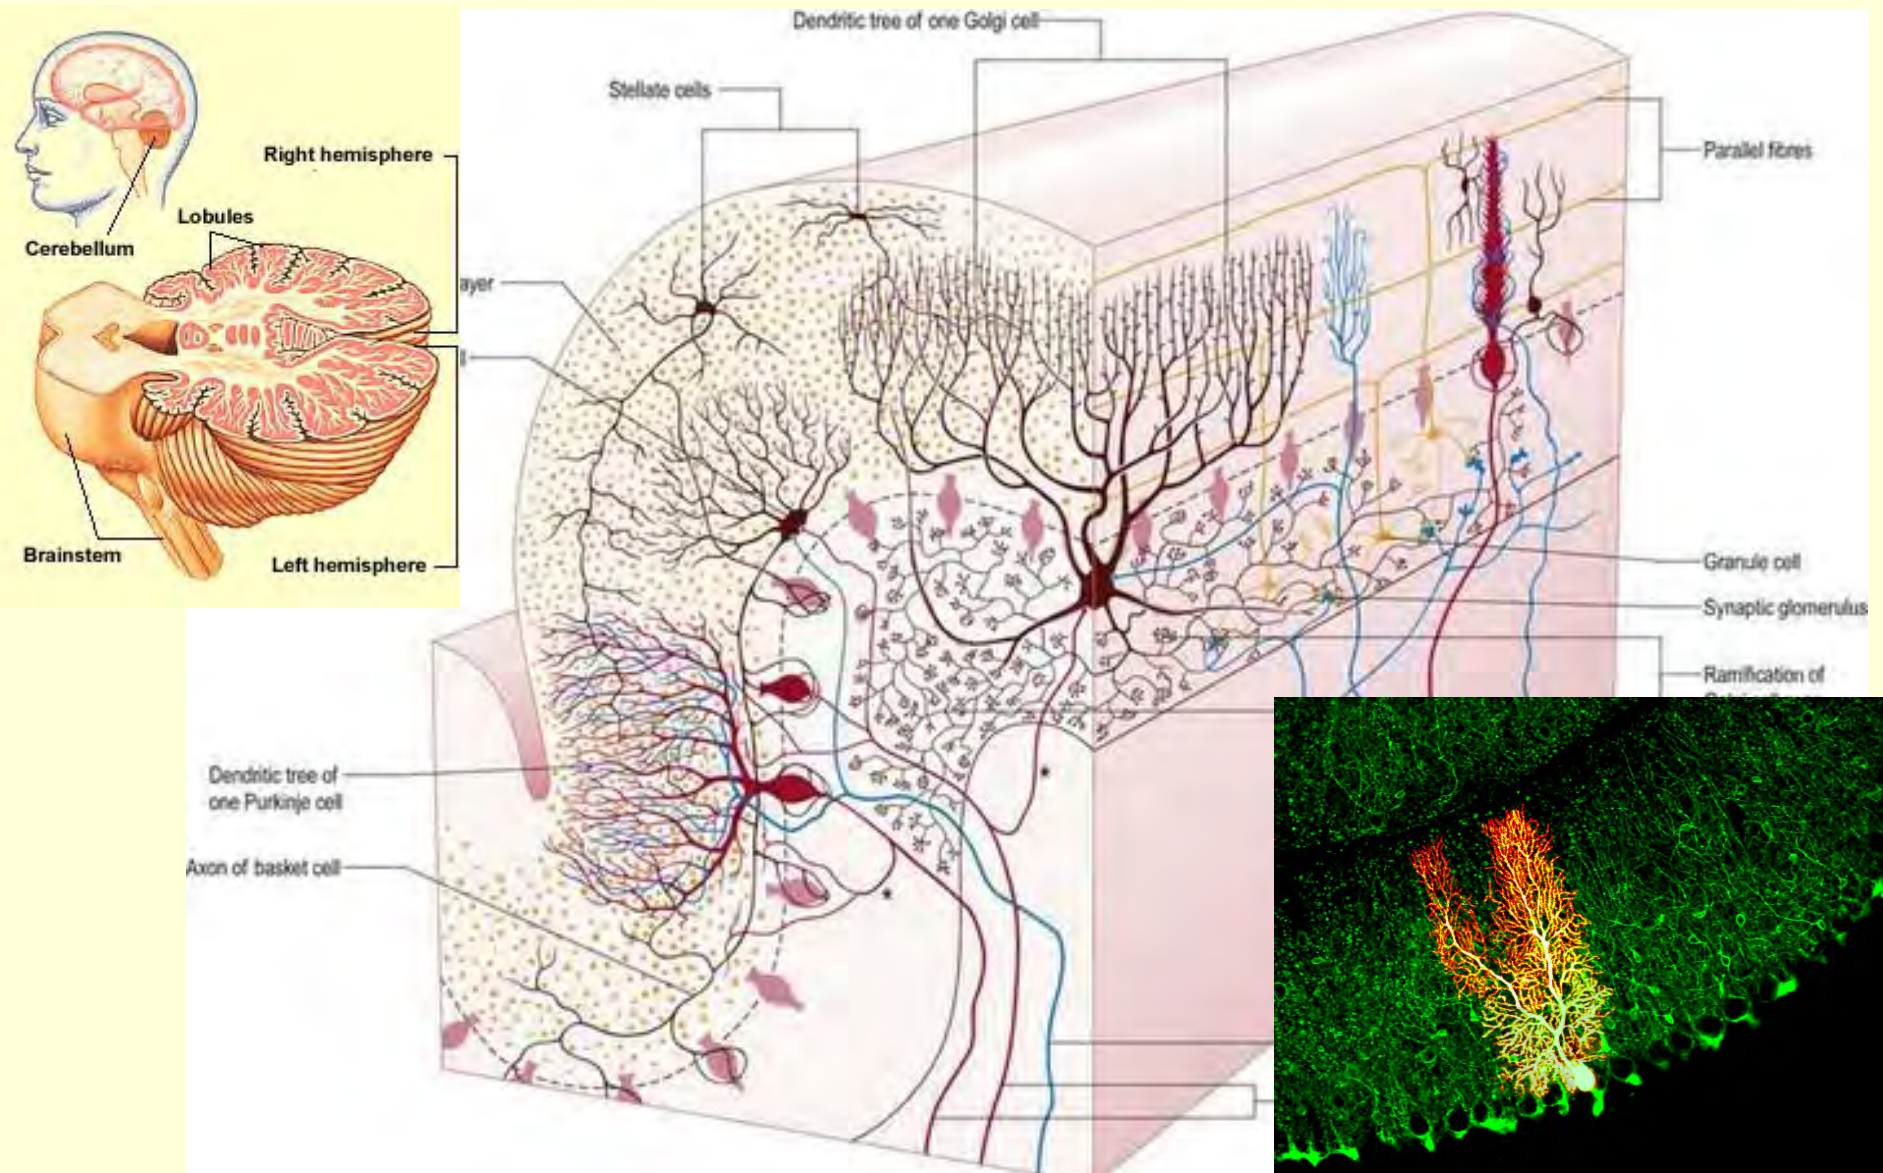 Dendritic tree of one Golgi cell
Stellate cells
Parallel fibres
Right hemisphere
Lobules
Cerebellum
ayer
l
Brainstem
Left hemisphere
Granule cell
Synaptic glomerulus
Ramification of
Dendritic tree of
one Purkinje cell
Axon of basket cell
*
*